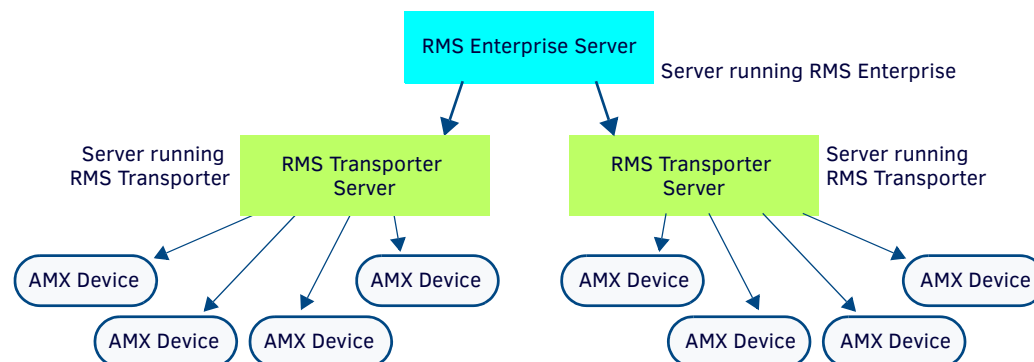 RMS Enterprise Server
Server running RMS Enterprise
Server running
RMS Transporter
RMS Transporter
Server
RMS Transporter
Server
Server running
RMS Transporter
AMX Device
AMX Device
AMX Device
AMX Device
AMX Device
AMX Device
AMX Device
AMX Device